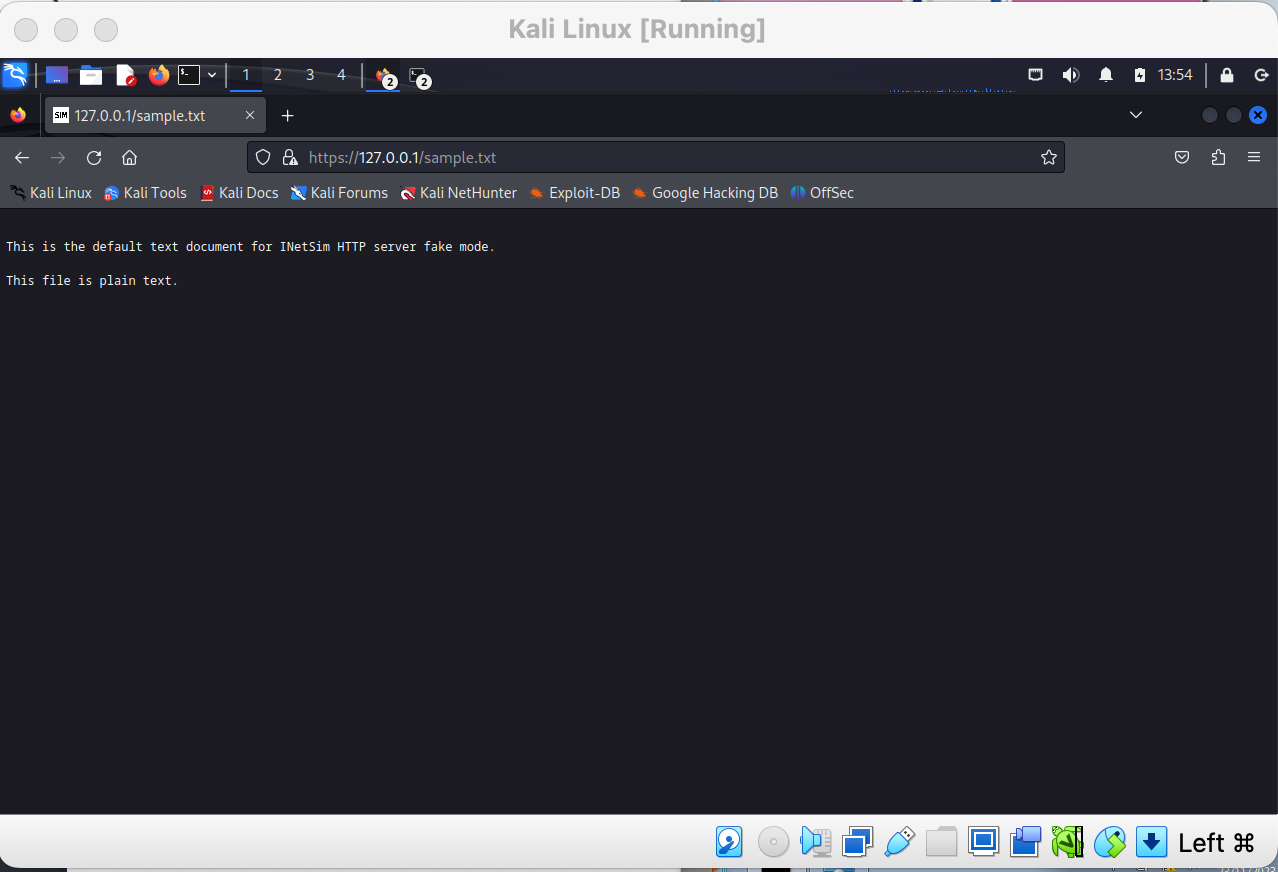 Kali Linux [Running]
$-
1 2 3 4
2 2
13:54
SIM 127.0.0.1/sample.txt
https://127.0.0.1/sample.txt
Kali Linux Kali Tools Kali Docs Kali Forums Kali NetHunter Exploit-DB Google Hacking DB OffSec
This is the default text document for INetSim HTTP server fake mode.
This file is plain text.
Left ⌘